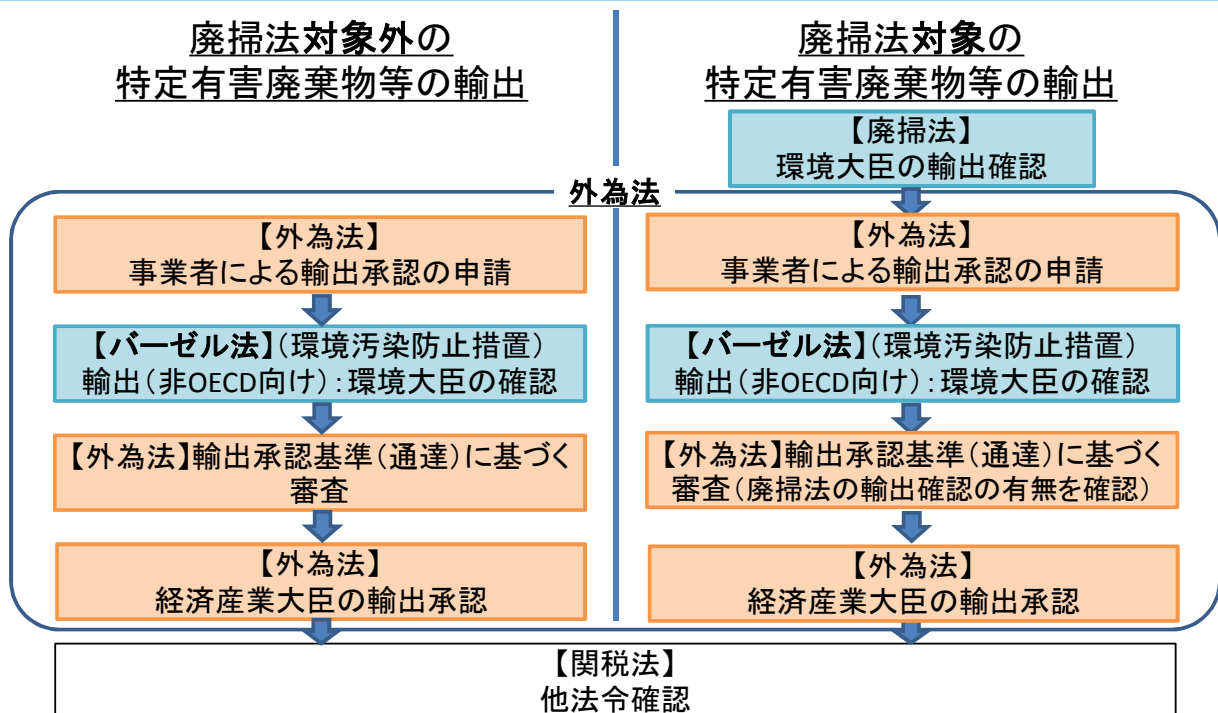 廃掃法対象外の
特定有害廃棄物等の輸出
廃掃法対象の
特定有害廃棄物等の輸出
【廃掃法】
環境大臣の輸出確認
外為法
【外為法】
事業者による輸出承認の申請
【バーゼル法】(環境汚染防止措置)
輸出(非OECD向け):環境大臣の確認
【外為法】輸出承認基準(通達)に基づく
審査
【外為法】
経済産業大臣の輸出承認
【外為法】
事業者による輸出承認の申請
【バーゼル法】(環境汚染防止措置)
輸出(非OECD向け):環境大臣の確認
【外為法】輸出承認基準(通達)に基づく
審査(廃掃法の輸出確認の有無を確認)
【外為法】
経済産業大臣の輸出承認
【関税法】
他法令確認